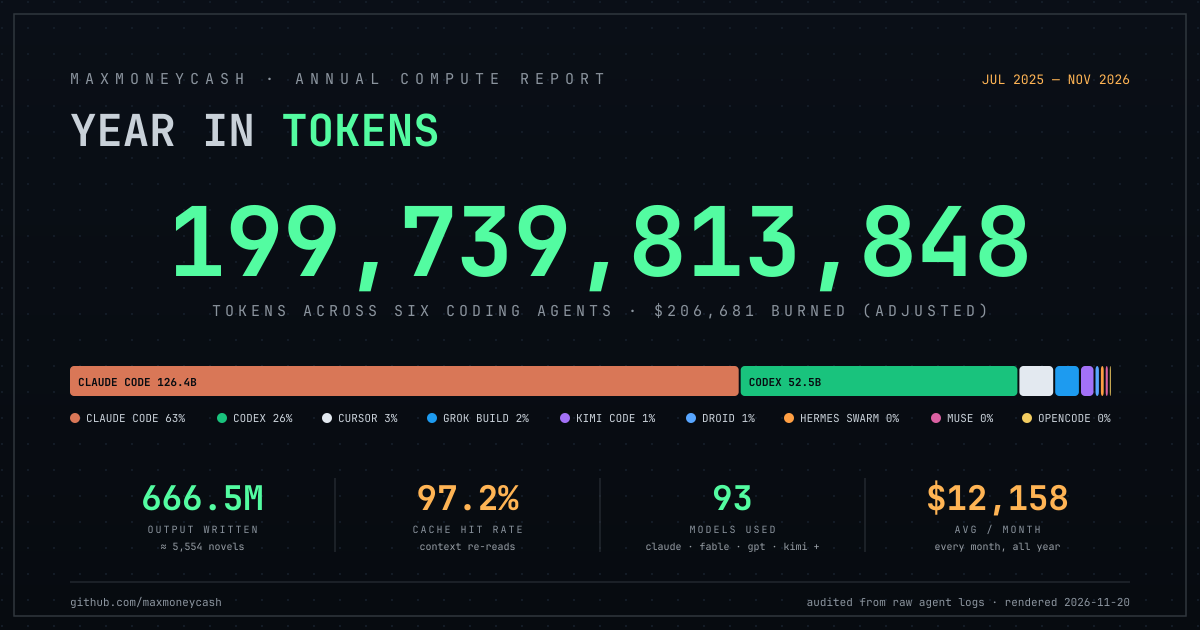 MAXMONEYCASH · ANNUAL COMPUTE REPORT
JUL 2025 — NOV 2026
YEAR IN TOKENS
199,739,813,848
TOKENS ACROSS SIX CODING AGENTS · $206,681 BURNED (ADJUSTED)
CLAUDE CODE 126.4B
CODEX 52.5B
CLAUDE CODE 63%
CODEX 26%
CURSOR 3%
GROK BUILD 2%
KIMI CODE 1%
DROID 1%
HERMES SWARM 0%
MUSE 0%
OPENCODE 0%
666.5M
OUTPUT WRITTEN
≈ 5,554 novels
97.2%
CACHE HIT RATE
context re-reads
93
MODELS USED
claude · fable · gpt · kimi +
$12,158
AVG / MONTH
every month, all year
github.com/maxmoneycash
audited from raw agent logs · rendered 2026-11-20